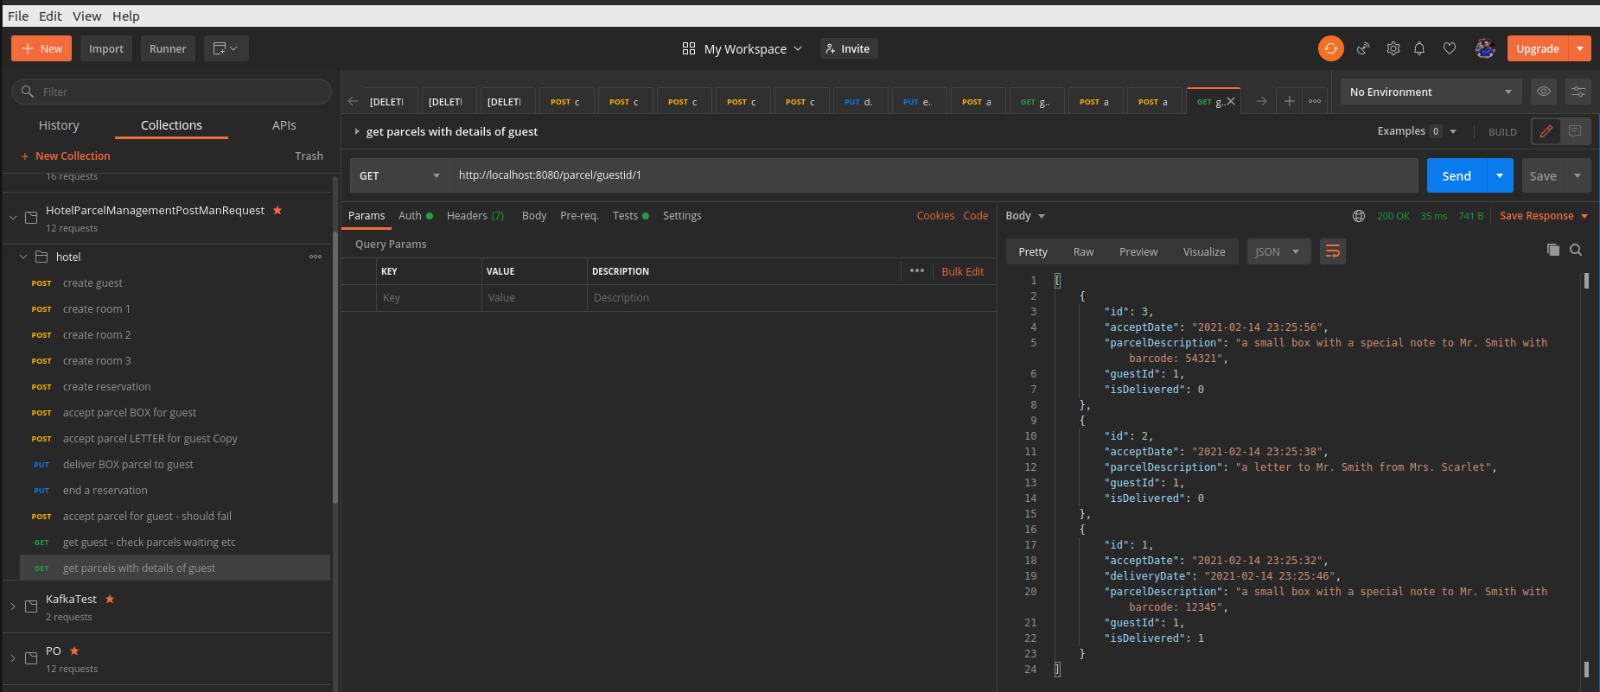 File Edit View Help
+ New Import Runner My Workspace Invite Upgrade
Filter
History Collections APIs
+ New Collection Trash
16 requests
HotelParcelManagementPostManRequest
12 requests
hotel
POST create guest
POST create room 1
POST create room 2
POST create room 3
POST create reservation
POST accept parcel BOX for guest
POST accept parcel LETTER for guest Copy
PUT deliver BOX parcel to guest
PUT end a reservation
POST accept parcel for guest - should fail
GET get guest - check parcels waiting etc
GET get parcels with details of guest
KafkaTest
2 requests
PO
12 requests
[DELETI [DELETI [DELETI POST c POST c POST c POST c POST c PUT d. PUT e.. POST a GET g.. POST a POST a GET g.. No Environment
get parcels with details of guest Examples 0 BUILD
GET http://localhost:8080/parcel/guestid/1 Send Save
Params Auth Headers (7) Body Pre-req. Tests Settings Cookies Code
Query Params
KEY VALUE DESCRIPTION Bulk Edit
Key Value Description
Body 200 OK 35 ms 741 B Save Response
Pretty Raw Preview Visualize JSON
1 [
2 {
3 "id": 3,
4 "acceptDate": "2021-02-14 23:25:56",
5 "parcelDescription": "a small box with a special note to Mr. Smith with
barcode: 54321",
6 "guestId": 1,
7 "isDelivered": 0
8 },
9 {
10 "id": 2,
11 "acceptDate": "2021-02-14 23:25:38",
12 "parcelDescription": "a letter to Mr. Smith from Mrs. Scarlet",
13 "guestId": 1,
14 "isDelivered": 0
15 },
16 {
17 "id": 1,
18 "acceptDate": "2021-02-14 23:25:32",
19 "deliveryDate": "2021-02-14 23:25:46",
20 "parcelDescription": "a small box with a special note to Mr. Smith with
barcode: 12345",
21 "guestId": 1,
22 "isDelivered": 1
23 }
24 ]